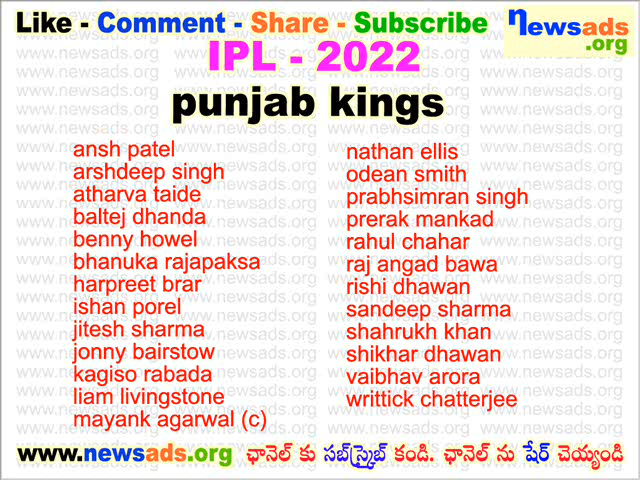 Like - Comment - Share - Subscribe
newsads
.org
IPL - 2022
punjab kings
ansh patel
arshdeep singh
atharva taide
baltej dhanda
benny howel
bhanuka rajapaksa
harpreet brar
ishan porel
jitesh sharma
jonny bairstow
kagiso rabada
liam livingstone
mayank agarwal (c)
nathan ellis
odean smith
prabhsimran singh
prerak mankad
rahul chahar
raj angad bawa
rishi dhawan
sandeep sharma
shahrukh khan
shikhar dhawan
vaibhav arora
writtick chatterjee
www.newsads.org ఛానెల్ కు సబ్‌స్క్రైబ్ కండి. ఛానెల్ ను షేర్ చెయ్యండి